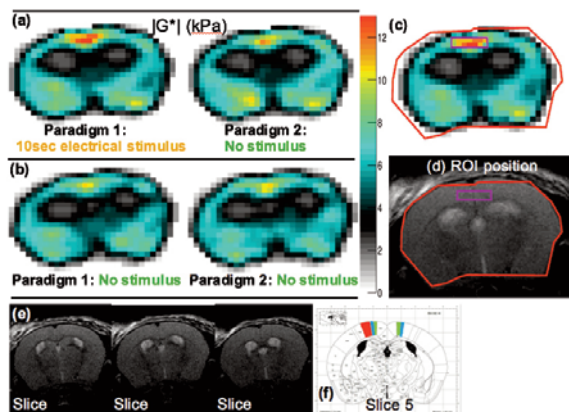 (a)
|G*| (kPa)
(c)
12
10
8
6
4
2
0
Paradigm 1:
10sec electrical stimulus
Paradigm 2:
No stimulus
(b)
(d) ROI position
Paradigm 1: No stimulus
Paradigm 2: No stimulus
(e)
Slice
Slice
Slice
(f)
Slice 5